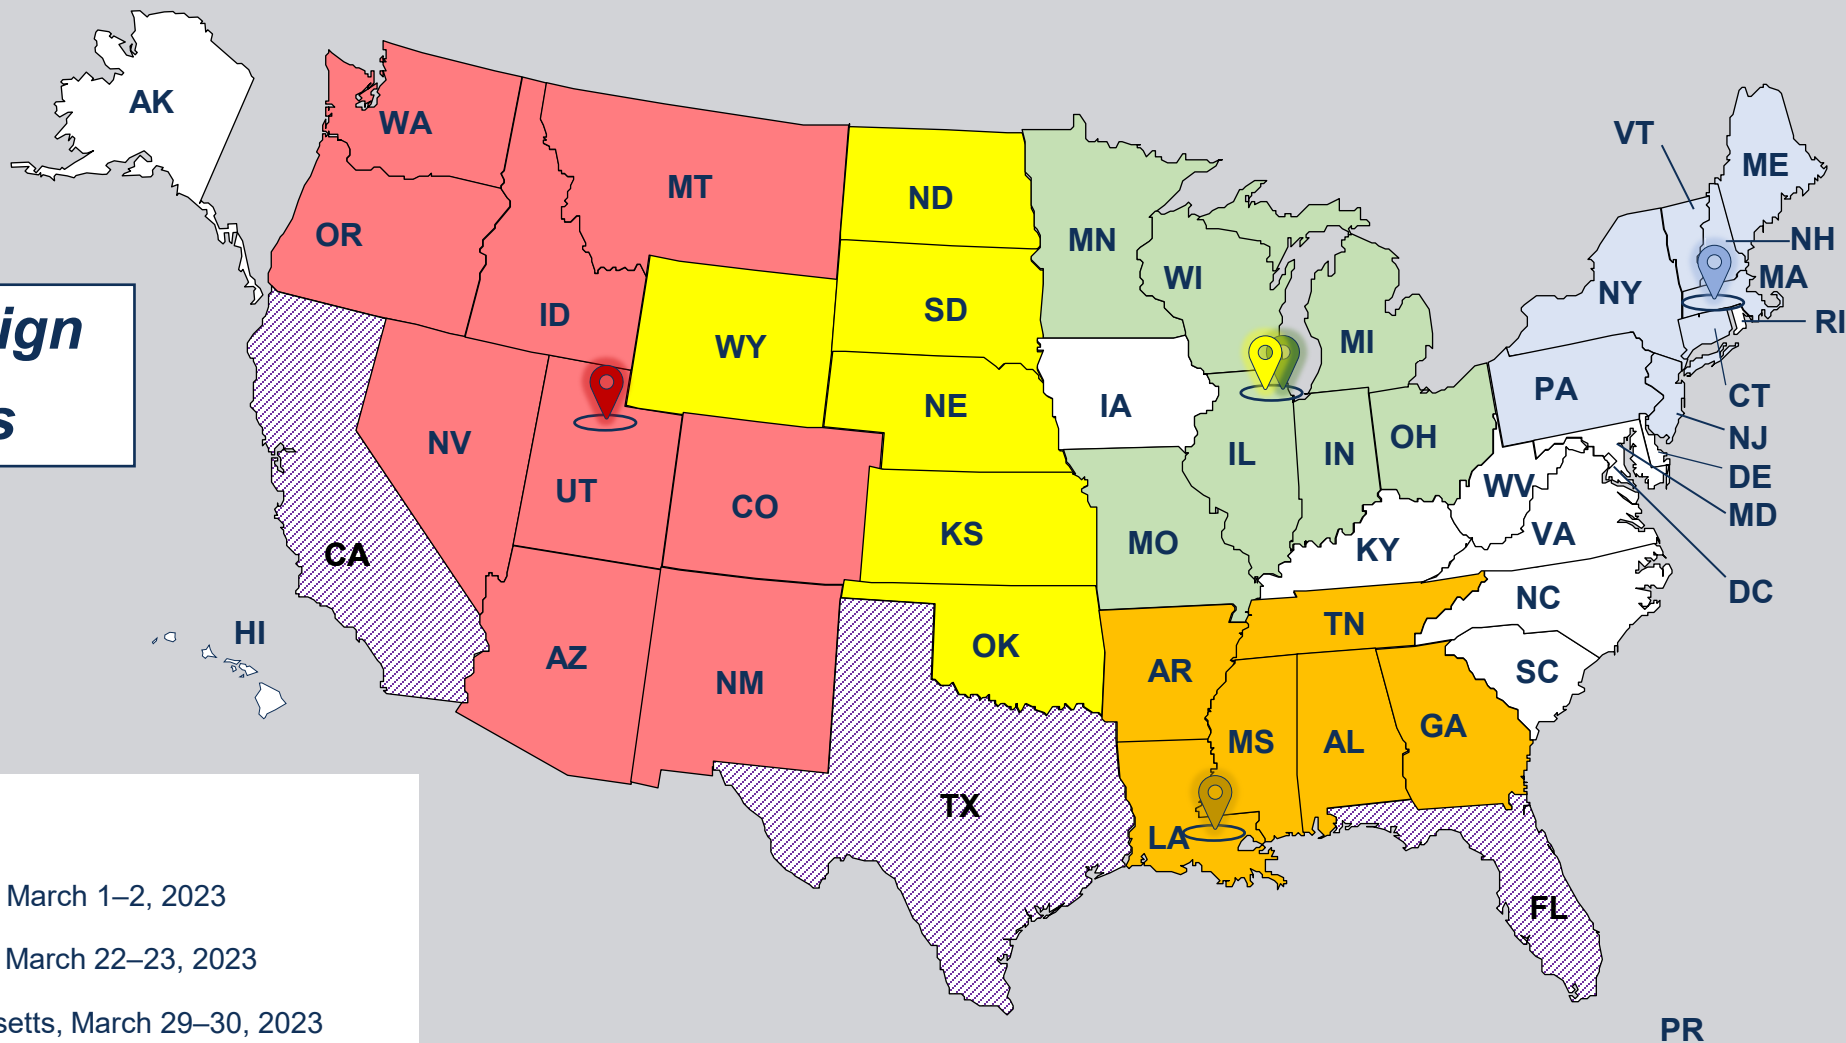 AK
WA
MT
ND
MN
VT
ME
OR
ID
SD
WI
MI
NY
NH
MA
RI
ign
s
WY
NE
IA
PA
CT
NV
UT
CO
KS
IL
IN
OH
NJ
DE
MD
WV
VA
DC
CA
MO
KY
NC
HI
AZ
NM
OK
AR
TN
SC
TX
LA
MS
AL
GA
FL
March 1–2, 2023
March 22–23, 2023
setts, March 29–30, 2023
PR